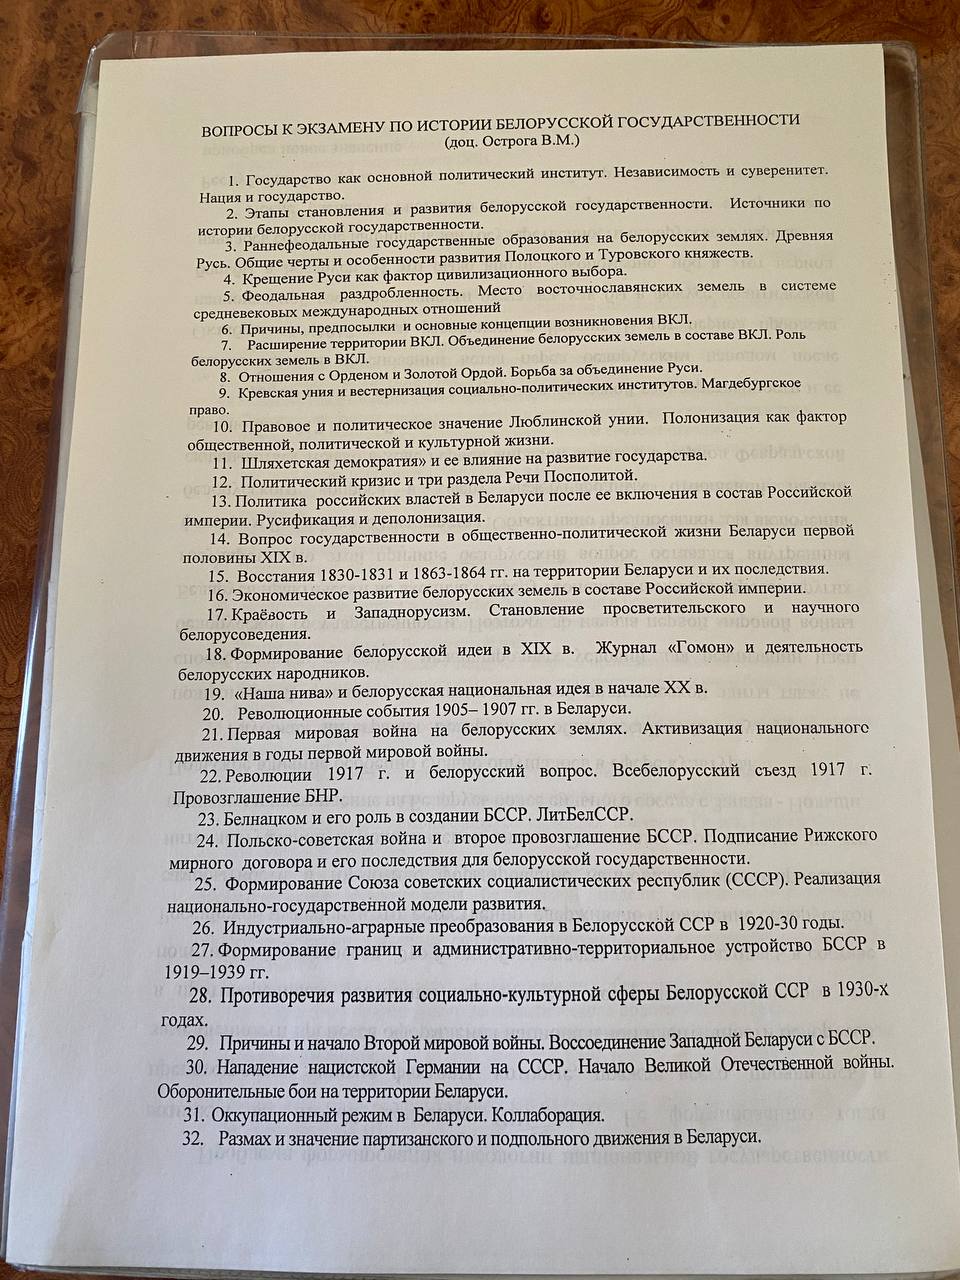 ВОПРОСЫ К ЭКЗАМЕНУ ПО ИСТОРИИ БЕЛОРУССКОЙ ГОСУДАРСТВЕННОСТИ
(доц. Острога В.М.)
1. Государство как основной политический институт. Независимость и суверенитет.
Нация и государство.
2. Этапы становления и развития белорусской государственности. Источники по
истории белорусской государственности.
3. Раннефеодальные государственные образования на белорусских землях. Древняя
Русь. Общие черты и особенности развития Полоцкого и Туровского княжеств.
4. Крещение Руси как фактор цивилизационного выбора.
5. Феодальная раздробленность. Место восточнославянских земель в системе
средневековых международных отношений
6. Причины, предпосылки и основные концепции возникновения ВКЛ.
7. Расширение территории ВКЛ. Объединение белорусских земель в составе ВКЛ. Роль
белорусских земель в ВКЛ.
8. Отношения с Орденом и Золотой Ордой. Борьба за объединение Руси.
9. Кревская уния и вестернизация социально-политических институтов. Магдебургское
право.
10. Правовое и политическое значение Люблинской унии. Полонизация как фактор
общественной, политической и культурной жизни.
11. Шляхетская демократия» и ее влияние на развитие государства.
12. Политический кризис и три раздела Речи Посполитой.
13. Политика российских властей в Беларуси после ее включения в состав Российской
империи. Русификация и деполонизация.
14. Вопрос государственности в общественно-политической жизни Беларуси первой
половины XIX в.
15. Восстания 1830-1831 и 1863-1864 гг. на территории Беларуси и их последствия.
16. Экономическое развитие белорусских земель в составе Российской империи.
17. Краёвость и Западнорусизм. Становление просветительского и научного
белорусоведения.
18. Формирование белорусской идеи в XIX в. Журнал «Гомон» и деятельность
белорусских народников.
19. «Наша нива» и белорусская национальная идея в начале XX в.
20. Революционные события 1905– 1907 гг. в Беларуси.
21. Первая мировая война на белорусских землях. Активизация национального
движения в годы первой мировой войны.
22. Революции 1917 г. и белорусский вопрос. Всебелорусский съезд 1917 г.
Провозглашение БНР.
23. Белнацком и его роль в создании БССР. ЛитБелССР.
24. Польско-советская война и второе провозглашение БССР. Подписание Рижского
мирного договора и его последствия для белорусской государственности.
25. Формирование Союза советских социалистических республик (СССР). Реализация
национально-государственной модели развития.
26. Индустриально-аграрные преобразования в Белорусской ССР в 1920-30 годы.
27. Формирование границ и административно-территориальное устройство БССР в
1919–1939 гг.
28. Противоречия развития социально-культурной сферы Белорусской ССР в 1930-х
годах.
29. Причины и начало Второй мировой войны. Воссоединение Западной Беларуси с БССР.
30. Нападение нацистской Германии на СССР. Начало Великой Отечественной войны.
Оборонительные бои на территории Беларуси.
31. Оккупационный режим в Беларуси. Коллаборация.
32. Размах и значение партизанского и подпольного движения в Беларуси.